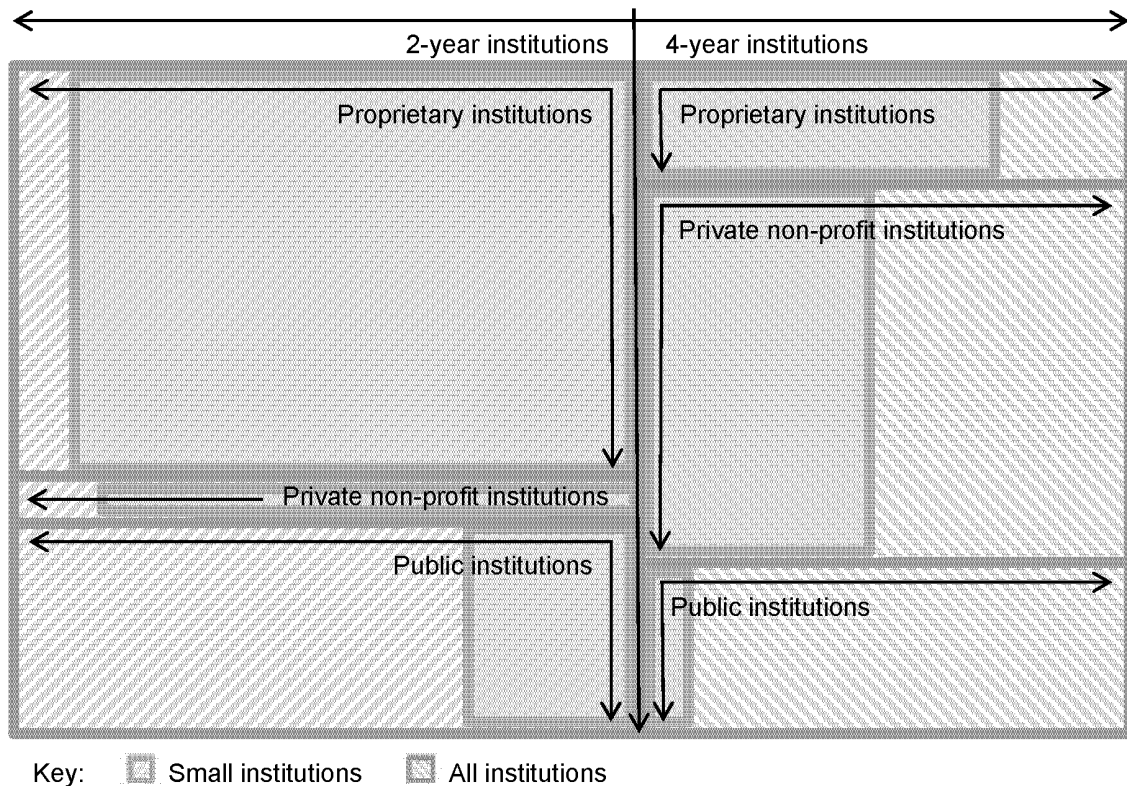 2-year institutions
4-year institutions
Proprietary institutions
Proprietary institutions
Private non-profit institutions
Private non-profit institutions
Public institutions
Public institutions
Key: Small institutions All institutions